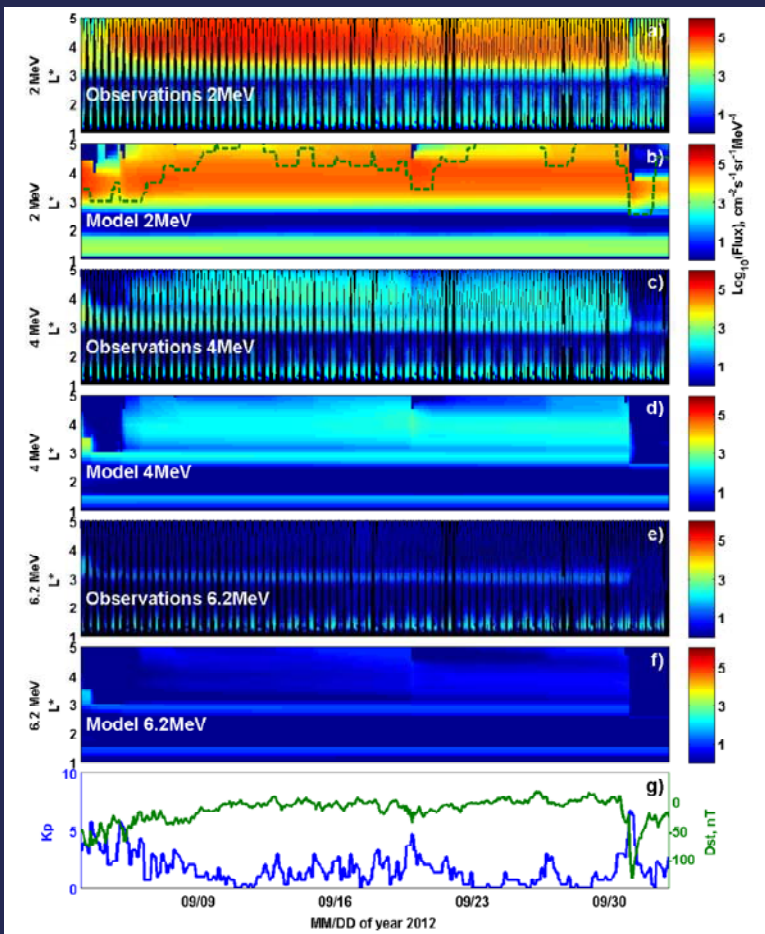 5
4
3
2
1
2 MeV
L*
Observations 2MeV
a)
5
3
1
5
4
3
2
1
2 MeV
L*
Model 2MeV
b)
5
3
1
5
4
3
2
1
4 MeV
L*
Observations 4MeV
c)
5
3
1
5
4
3
2
1
4 MeV
L*
Model 4MeV
d)
5
3
1
5
4
3
2
1
6.2 MeV
L*
Observations 6.2MeV
e)
5
3
1
5
4
3
2
1
6.2 MeV
L*
Model 6.2MeV
f)
5
3
1
Log10(Flux), cm-2s-1sr-1MeV-1
10
5
0
Kp
g)
0
-50
-100
Dst, nT
09/09 09/16 09/23 09/30
MM/DD of year 2012